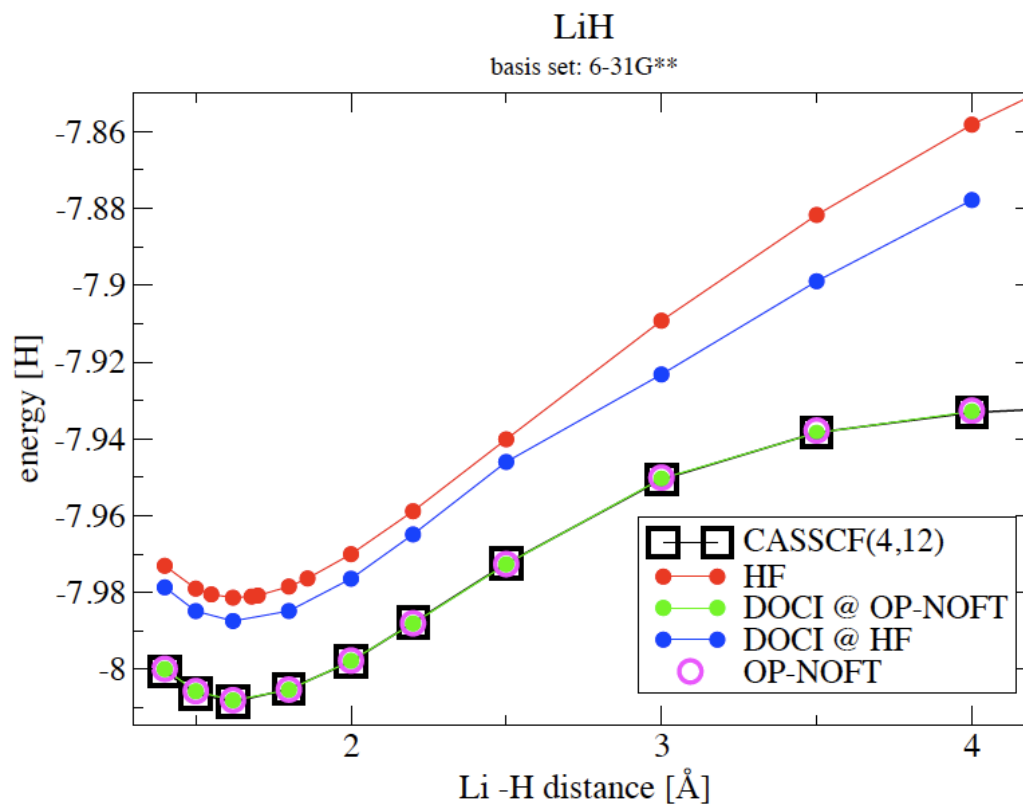 LiH
basis set: 6-31G**
energy [H]
-7.86
-7.88
-7.9
-7.92
-7.94
-7.96
-7.98
-8
CASSCF(4,12)
HF
DOCI @ OP-NOFT
DOCI @ HF
OP-NOFT
2 3 4
Li -H distance [Å]